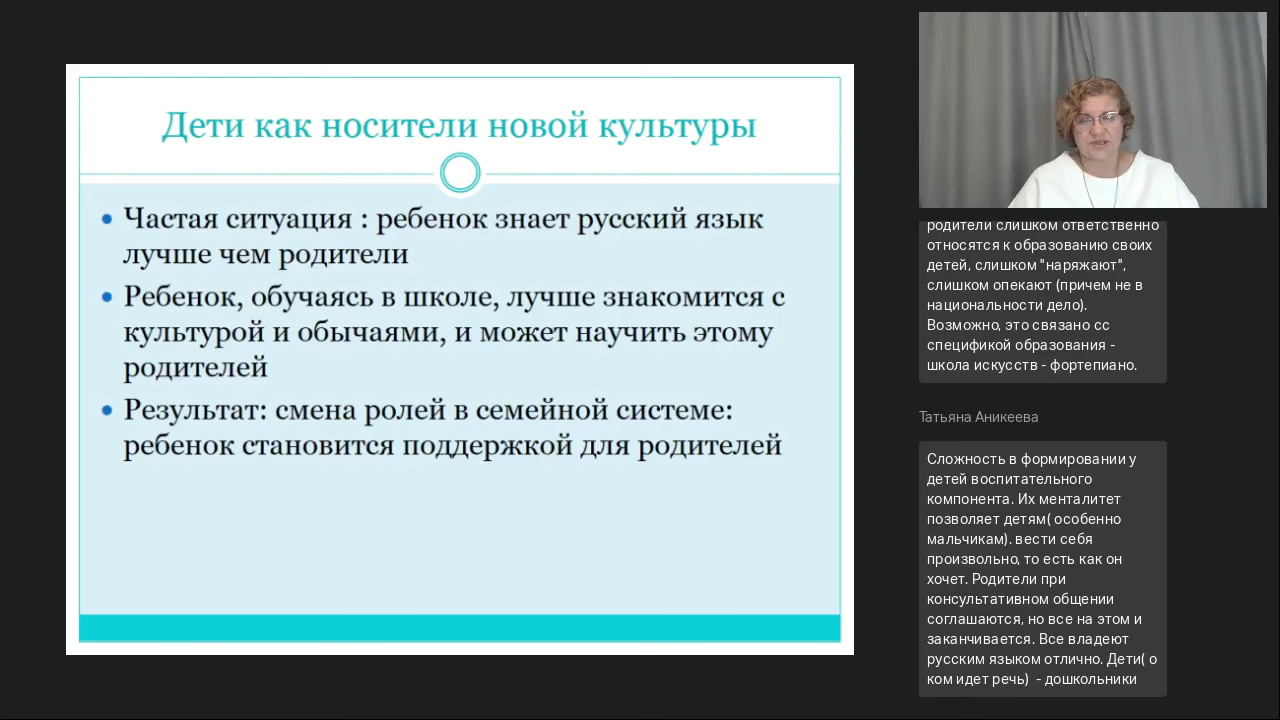 Дети как носители новой культуры
Частая ситуация : ребенок знает русский язык
лучше чем родители
Ребенок, обучаясь в школе, лучше знакомится с
культурой и обычаями, и может научить этому
родителей
Результат: смена ролей в семейной системе:
ребенок становится поддержкой для родителей
родители слишком ответственно
относятся к образованию своих
детей, слишком "наряжают",
слишком опекают (причем не в
национальности дело).
Возможно, это связано сс
спецификой образования -
школа искусств - фортепиано.
Татьяна Аникеева
Сложность в формировании у
детей воспитательного
компонента. Их менталитет
позволяет детям( особенно
мальчикам). вести себя
произвольно, то есть как он
хочет. Родители при
консультативном общении
соглашаются, но все на этом и
заканчивается. Все владеют
русским языком отлично. Дети( о
ком идет речь)  - дошкольники